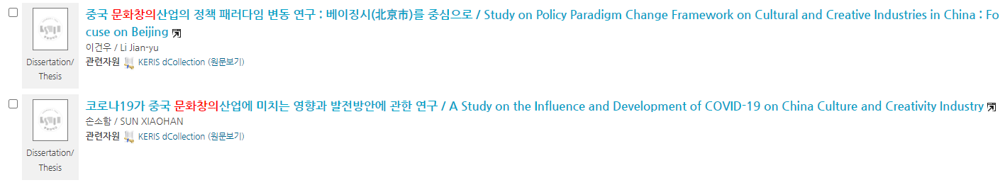 중국 문화창의산업의 정책 패러다임 변동 연구 : 베이징시(北京市)를 중심으로 / Study on Policy Paradigm Change Framework on Cultural and Creative Industries in China : Fo
cuse on Beijing
이건우 / Li Jian-yu
관련자원 KERIS dCollection (원문보기)
Dissertation/
Thesis
코로나19가 중국 문화창의산업에 미치는 영향과 발전방안에 관한 연구 / A Study on the Influence and Development of COVID-19 on China Culture and Creativity Industry
손소함 / SUN XIAOHAN
관련자원 KERIS dCollection (원문보기)
Dissertation/
Thesis